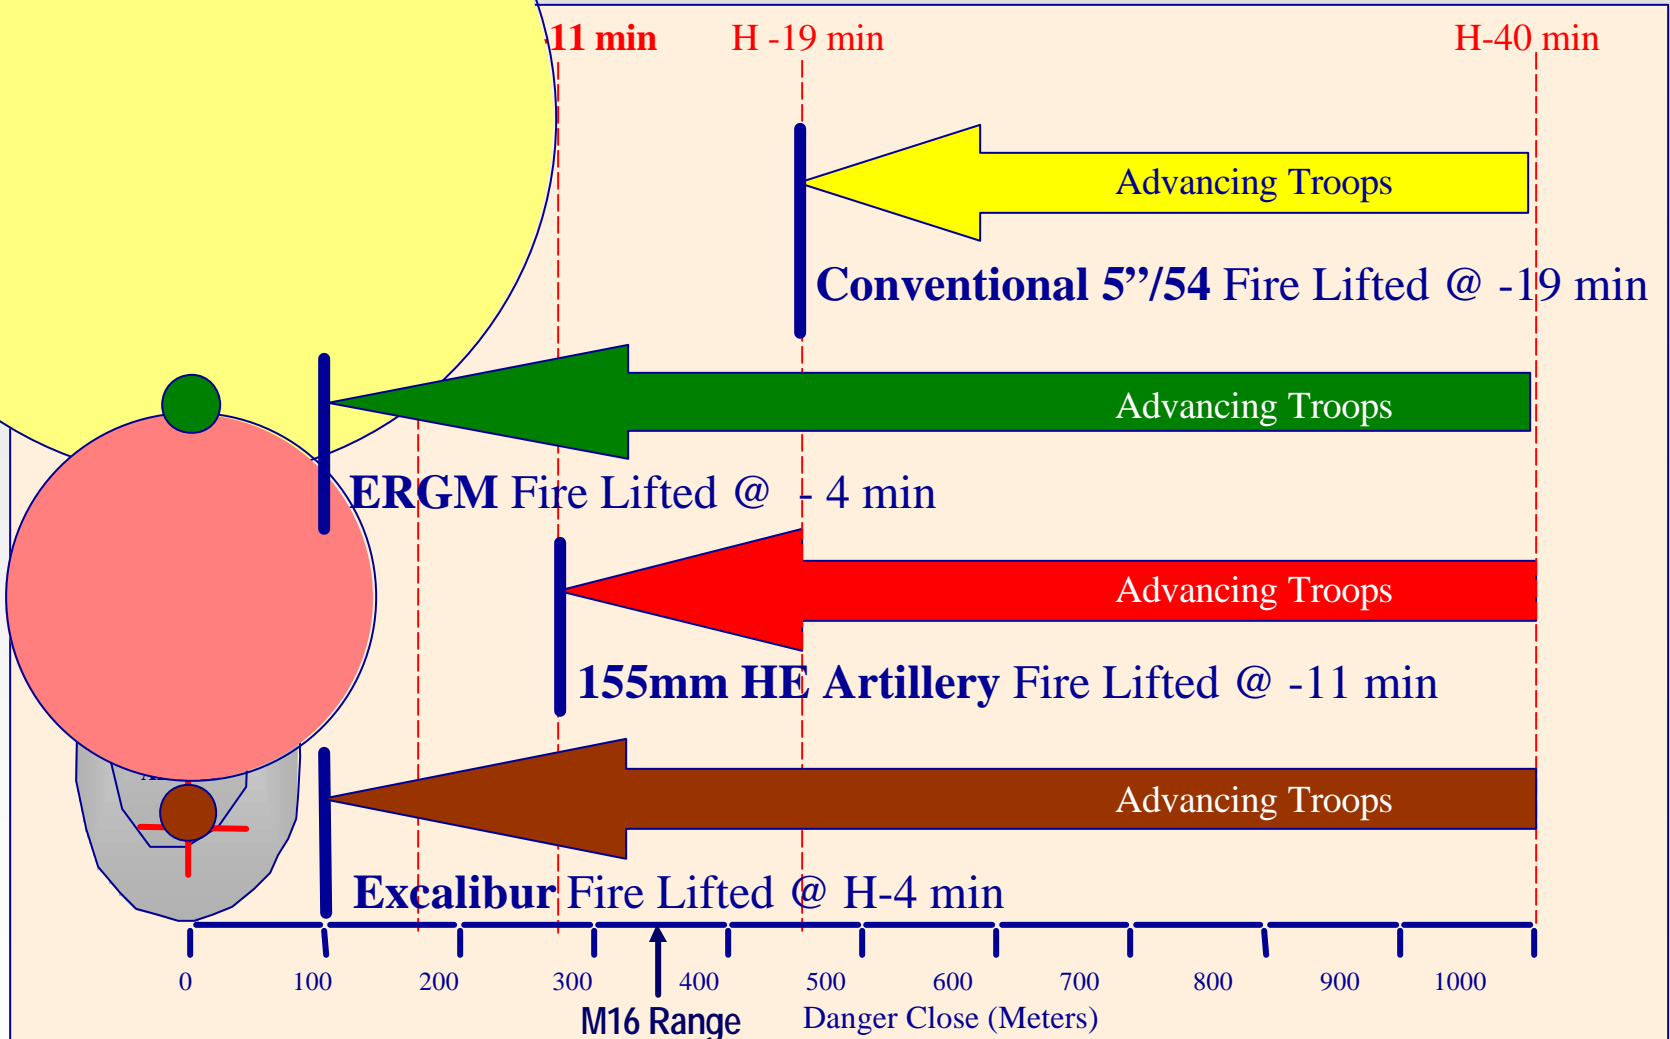 -11 min H -19 min H-40 min
Advancing Troops
Conventional 5”/54 Fire Lifted @ -19 min
Advancing Troops
ERGM Fire Lifted @ - 4 min
Advancing Troops
155mm HE Artillery Fire Lifted @ -11 min
Advancing Troops
Excalibur Fire Lifted @ H-4 min
0 100 200 300 400 500 600 700 800 900 1000
M16 Range Danger Close (Meters)